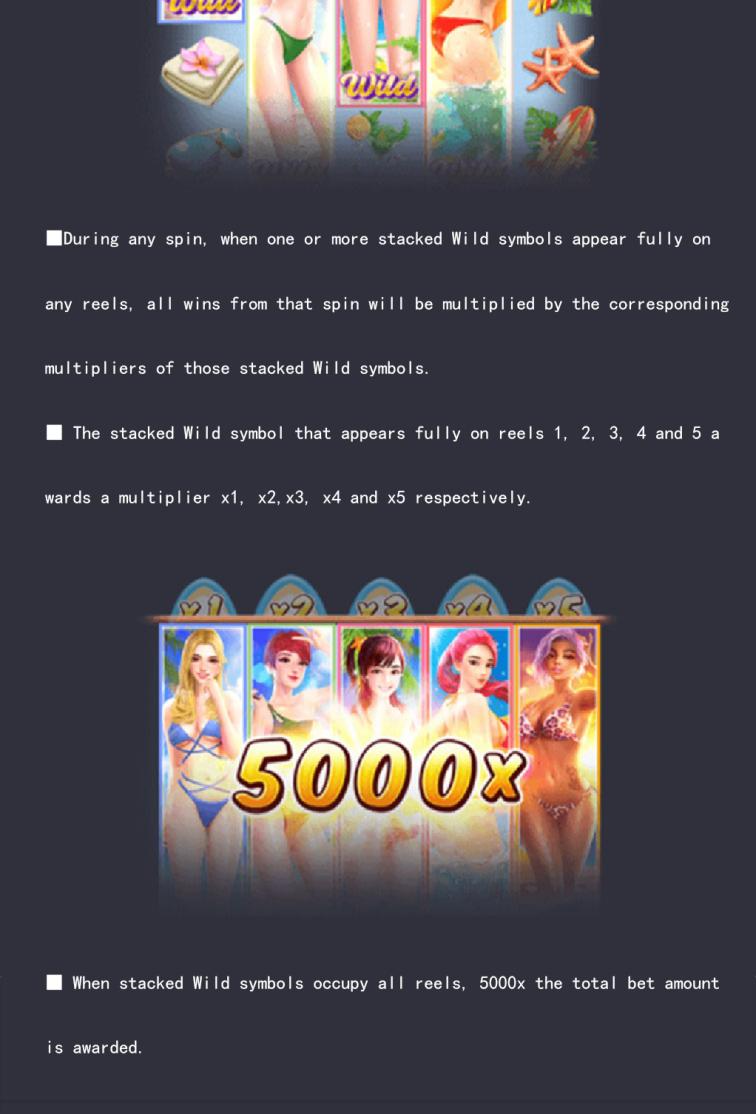 Wild
Wild
■During any spin, when one or more stacked Wild symbols appear fully on
any reels, all wins from that spin will be multiplied by the corresponding
multipliers of those stacked Wild symbols.
■ The stacked Wild symbol that appears fully on reels 1, 2, 3, 4 and 5 a
wards a multiplier x1, x2,x3, x4 and x5 respectively.
x1 x2 x3 x4 x5
5000x
■ When stacked Wild symbols occupy all reels, 5000x the total bet amount
is awarded.